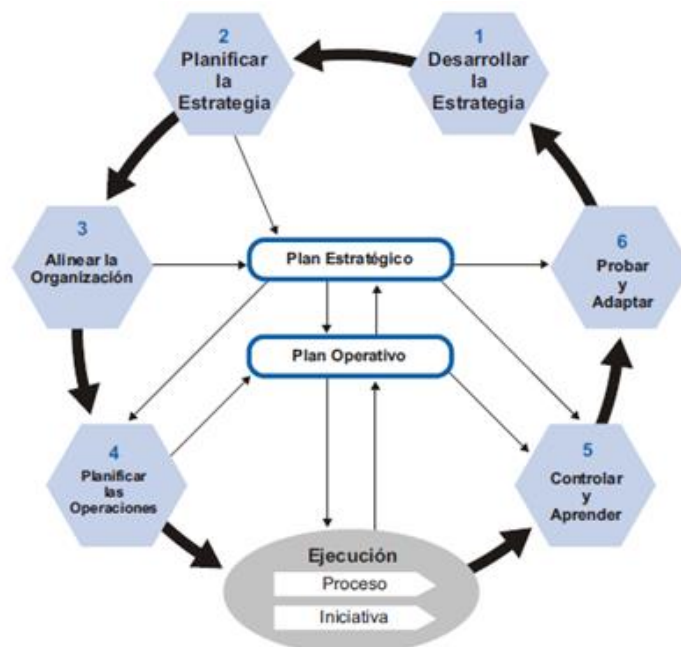 1
Desarrollar
la
Estrategia
2
Planificar
la
Estrategia
3
Alinear la
Organización
4
Planificar
las
Operaciones
5
Controlar
y
Aprender
6
Probar
y
Adaptar
Plan Estratégico
Plan Operativo
Ejecución
Proceso
Iniciativa